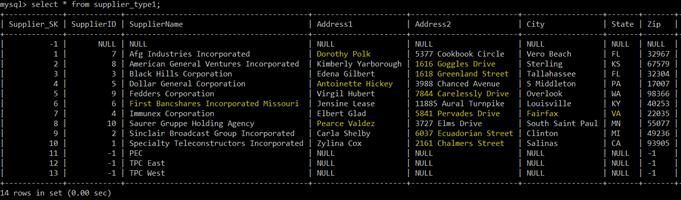 mysql> select * from supplier_type1;
| Supplier_SK | SupplierID | SupplierName | Address1 | Address2 | City | State | Zip |
| -1 | NULL | NULL | NULL | NULL | NULL | NULL | NULL |
| 1 | 7 | Afg Industries Incorporated | Dorothy Polk | 5377 Cookbook Circle | Vero Beach | FL | 32967 |
| 2 | 8 | American General Ventures Incorporated | Kimberly Yarborough | 1616 Goggles Drive | Sterling | KS | 67579 |
| 3 | 3 | Black Hills Corporation | Edena Gilbert | 1618 Greenland Street | Tallahassee | FL | 32304 |
| 4 | 5 | Dollar General Corporation | Antoinette Hickey | 3988 Chanced Avenue | S Middleton | PA | 17007 |
| 5 | 9 | Fedders Corporation | Virgil Hubert | 7844 Carelessly Drive | Overlook | WA | 98366 |
| 6 | 6 | First Bancshares Incorporated Missouri | Jensine Lease | 11885 Aural Turnpike | Louisville | KY | 40253 |
| 7 | 4 | Immunex Corporation | Elbert Glad | 5841 Pervades Drive | Fairfax | VA | 22035 |
| 8 | 10 | Saurer Gruppe Holding Agency | Pearce Valdez | 3727 Elms Drive | South Saint Paul | MN | 55077 |
| 9 | 2 | Sinclair Broadcast Group Incorporated | Carla Shelby | 6037 Ecuadorian Street | Clinton | MI | 49236 |
| 10 | 1 | Specialty Teleconstructors Incorporated | Zylina Cox | 2161 Chalmers Street | Salinas | CA | 93905 |
| 11 | -1 | PEC | NULL | NULL | NULL | NULL | -1 |
| 12 | -1 | TPC East | NULL | NULL | NULL | NULL | -1 |
| 13 | -1 | TPC West | NULL | NULL | NULL | NULL | -1 |
14 rows in set (0.00 sec)